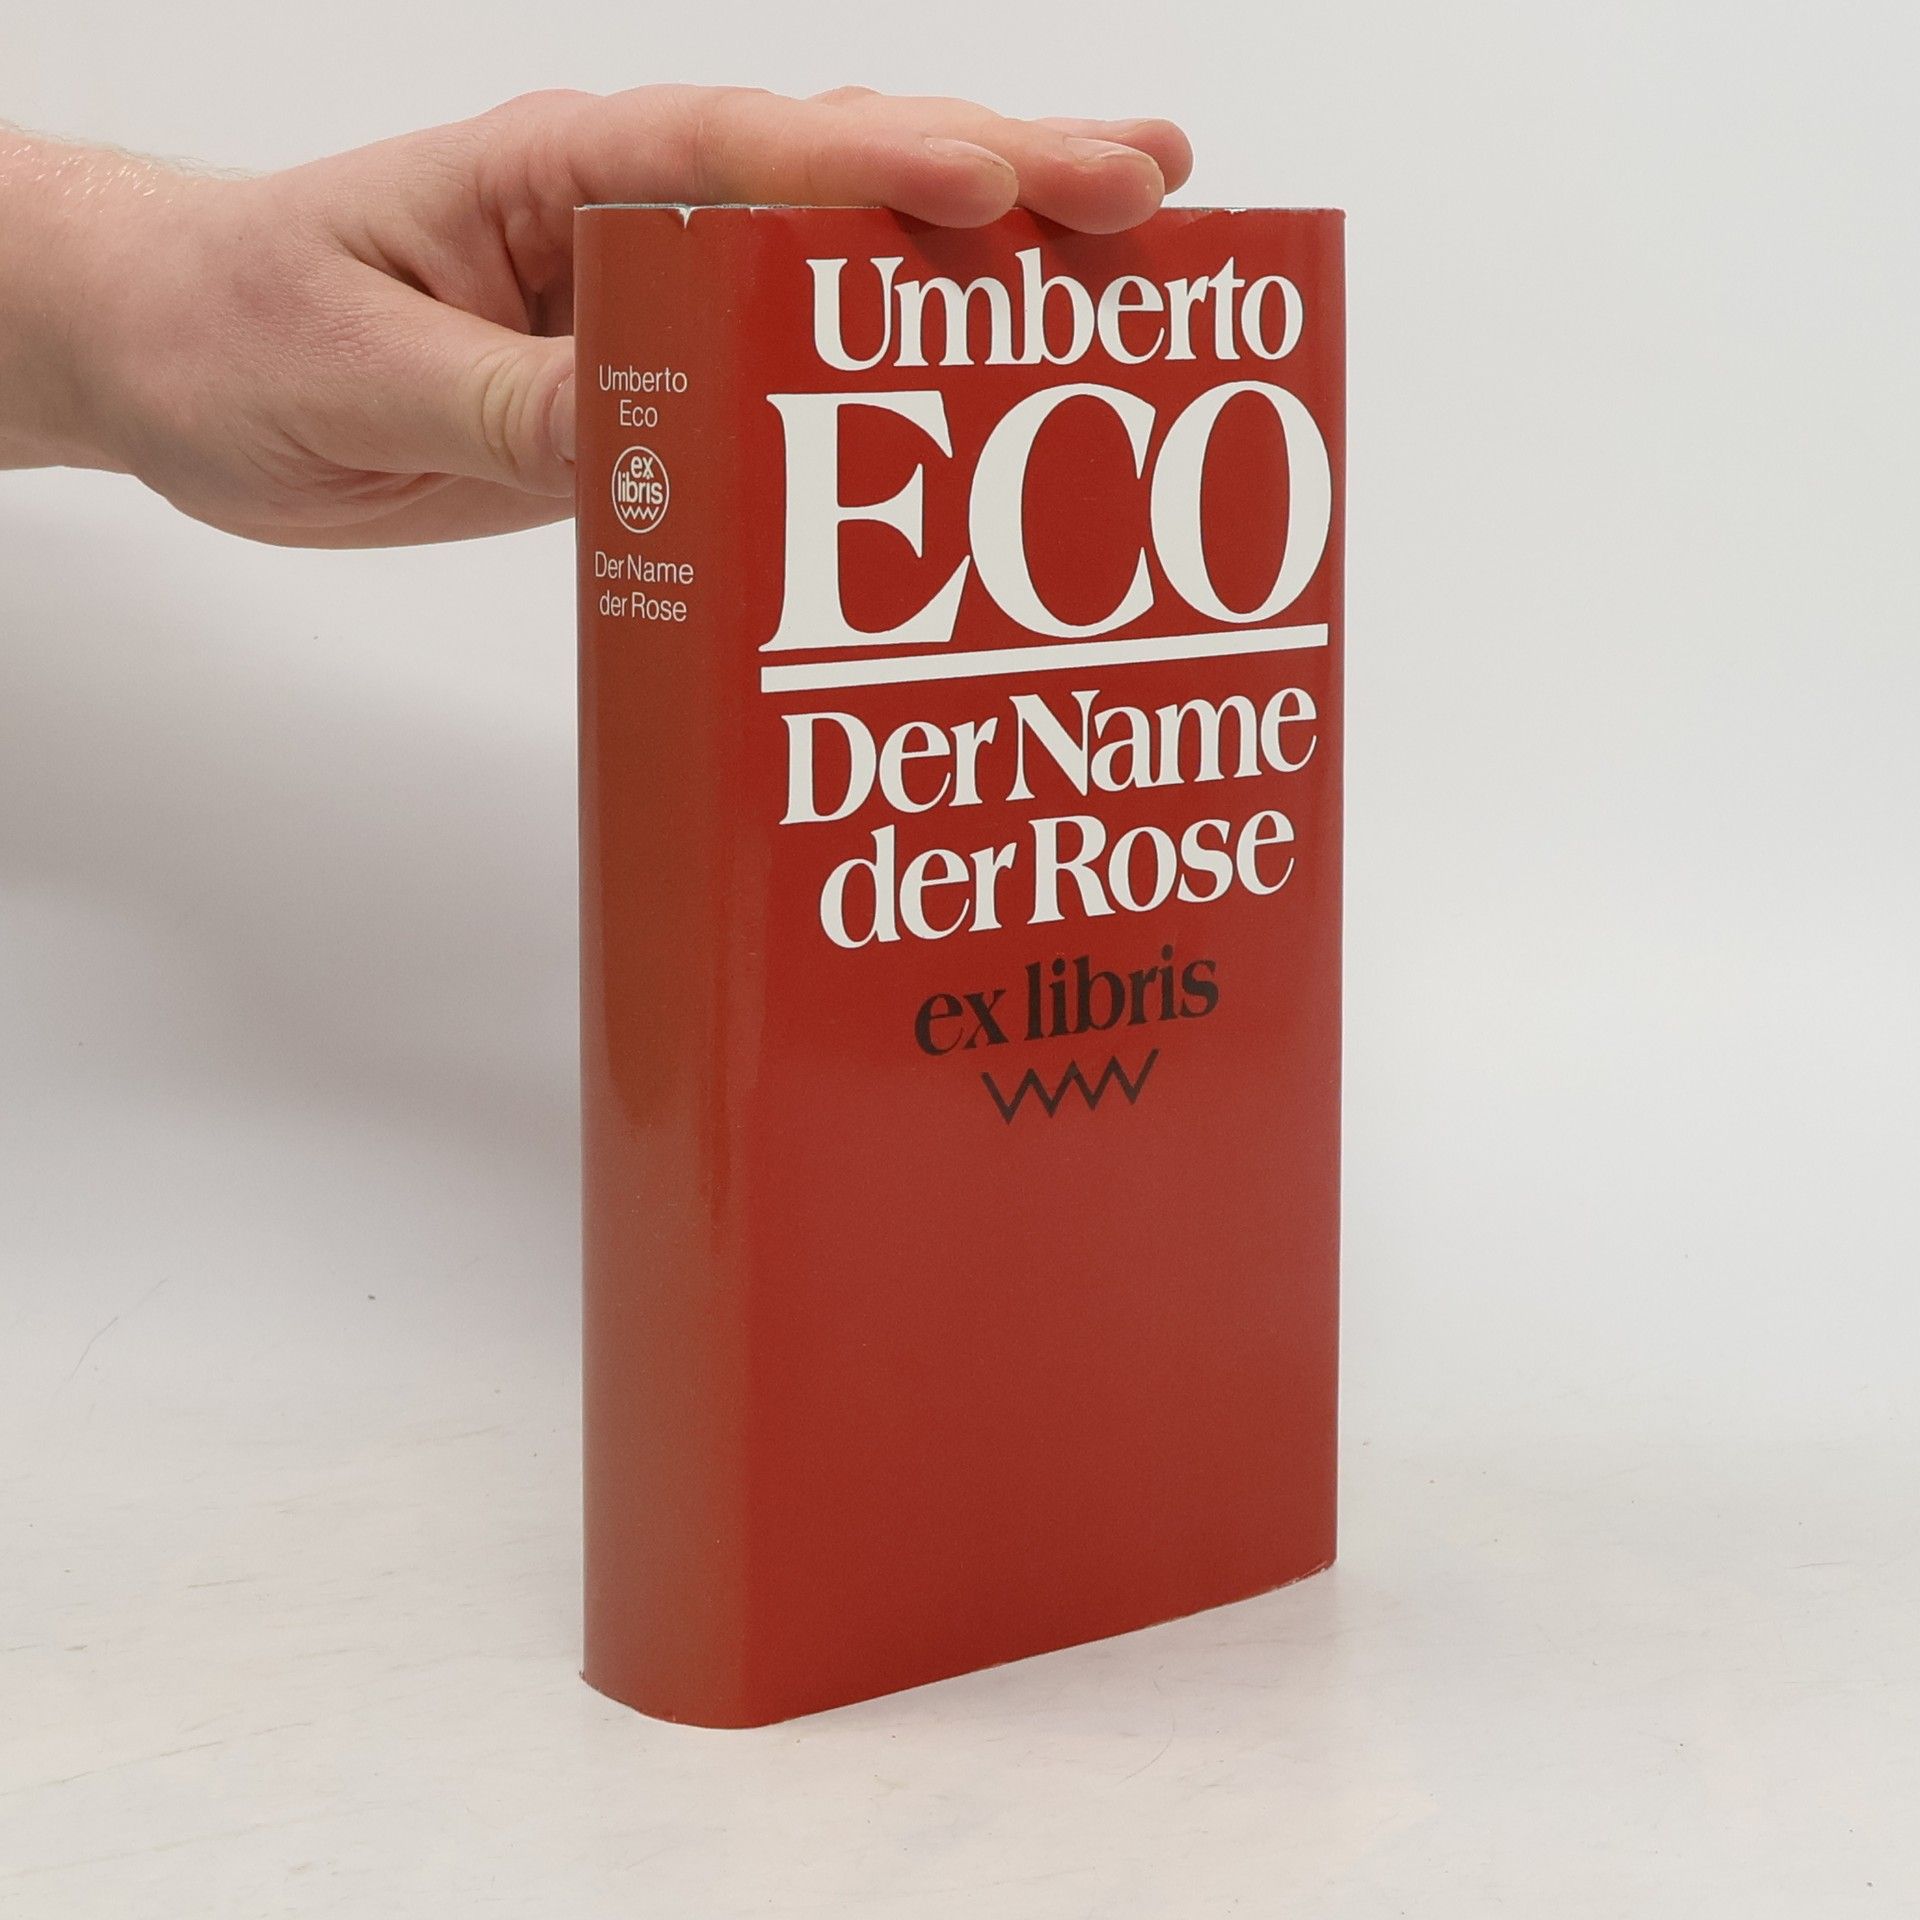 Umberto
Eco
ex
libris
Der Name
der Rose
Umberto
ECO
Der Name
der Rose
ex libris